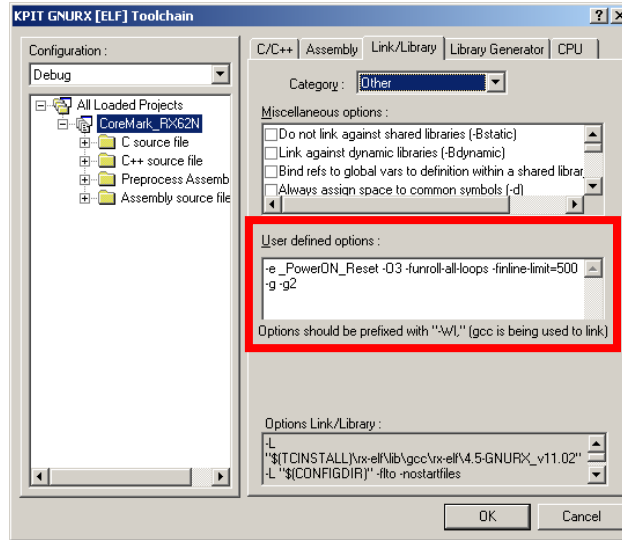 KPIT GNURX [ELF] Toolchain
Configuration :
Debug
All Loaded Projects
CoreMark_RX62N
C source file
C++ source file
Preprocess Assemb
Assembly source file
C/C++ Assembly Link/Library Library Generator CPU
Category : Other
Miscellaneous options :
Do not link against shared libraries (-Bstatic)
Link against dynamic libraries (-Bdynamic)
Bind refs to global vars to definition within a shared librar
Always assign space to common symbols (-d)
User defined options :
-e _PowerON_Reset -O3 -funroll-all-loops -finline-limit=500
-g -g2
Options should be prefixed with "-Wl," (gcc is being used to link)
Options Link/Library :
-L
"$(TCINSTALL)\rx-elf\lib\gcc\rx-elf\4.5-GNURX_v11.02"
-L "$(CONFIGDIR)" -flto -nostartfiles
OK Cancel